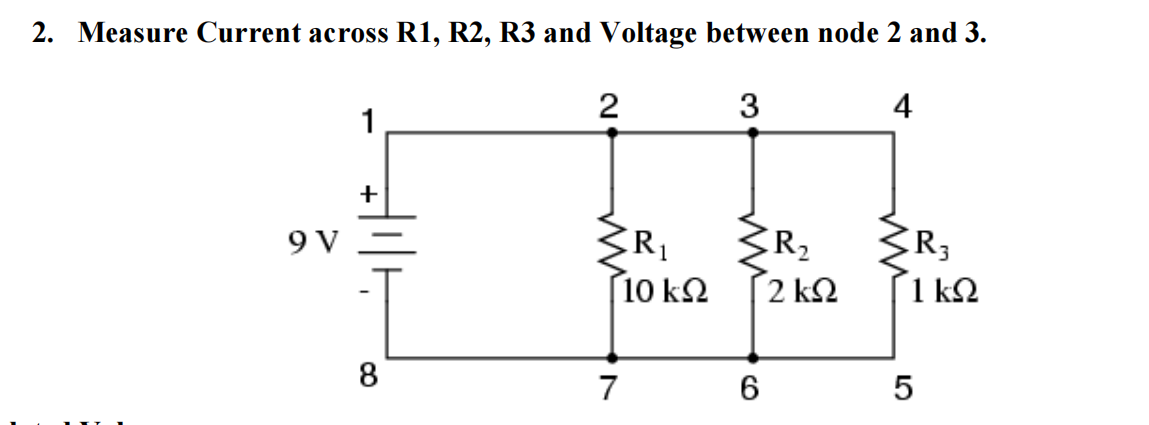 2. Measure Current across R1, R2, R3 and Voltage between node 2 and 3.
1
2
3
4
+
9 V
R1
R2
R3
10 kΩ
2 kΩ
1 kΩ
-
8
7
6
5